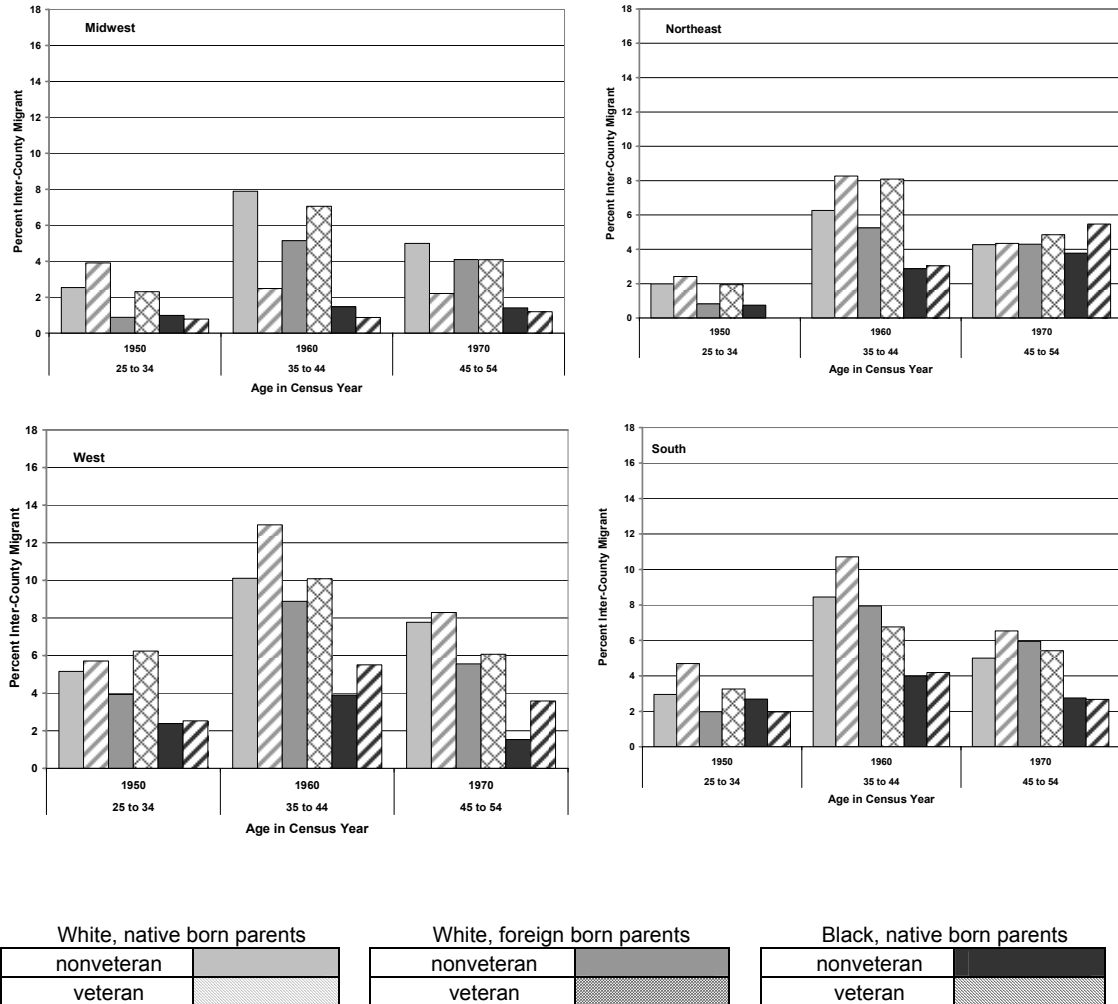 Midwest
Percent Inter-County Migrant
18
16
14
12
10
8
6
4
2
0
1950 1960 1970
25 to 34 35 to 44 45 to 54
Age in Census Year
Northeast
Percent Inter-County Migrant
18
16
14
12
10
8
6
4
2
0
1950 1960 1970
25 to 34 35 to 44 45 to 54
Age in Census Year
West
Percent Inter-County Migrant
18
16
14
12
10
8
6
4
2
0
1950 1960 1970
25 to 34 35 to 44 45 to 54
Age in Census Year
South
Percent Inter-County Migrant
18
16
14
12
10
8
6
4
2
0
1950 1960 1970
25 to 34 35 to 44 45 to 54
Age in Census Year
White, native born parents
nonveteran
veteran
White, foreign born parents
nonveteran
veteran
Black, native born parents
nonveteran
veteran